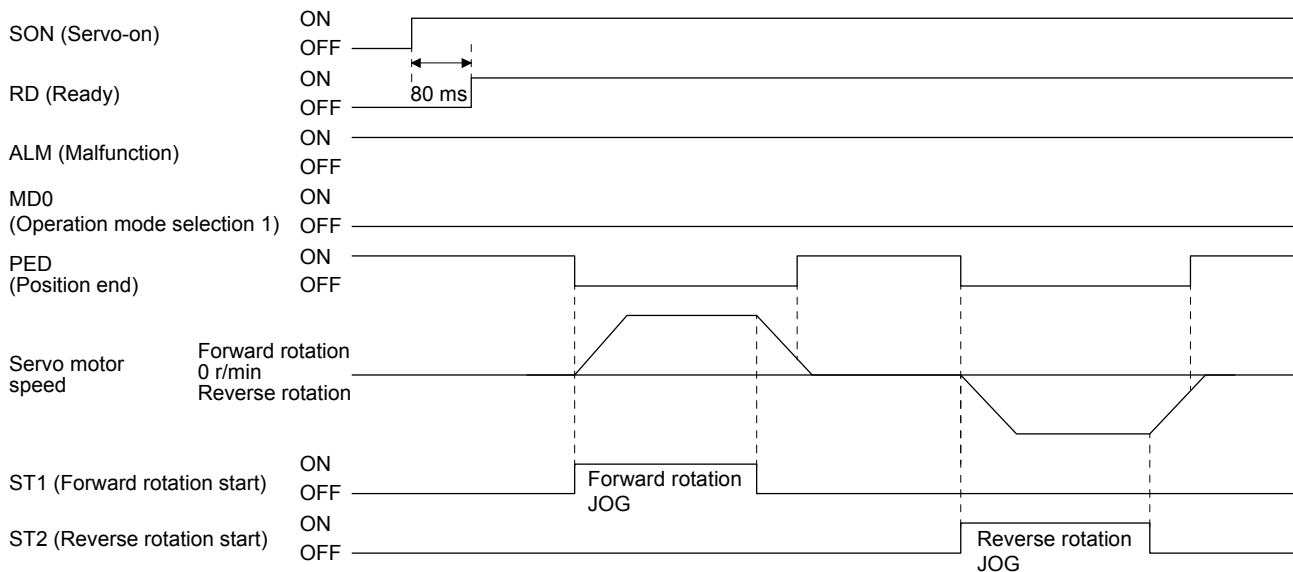 SON (Servo-on)
ON
OFF
RD (Ready)
ON
OFF
80 ms
ALM (Malfunction)
ON
OFF
MD0
(Operation mode selection 1)
ON
OFF
PED
(Position end)
ON
OFF
Servo motor
speed
Forward rotation
0 r/min
Reverse rotation
ST1 (Forward rotation start)
ON
OFF
Forward rotation
JOG
ST2 (Reverse rotation start)
ON
OFF
Reverse rotation
JOG